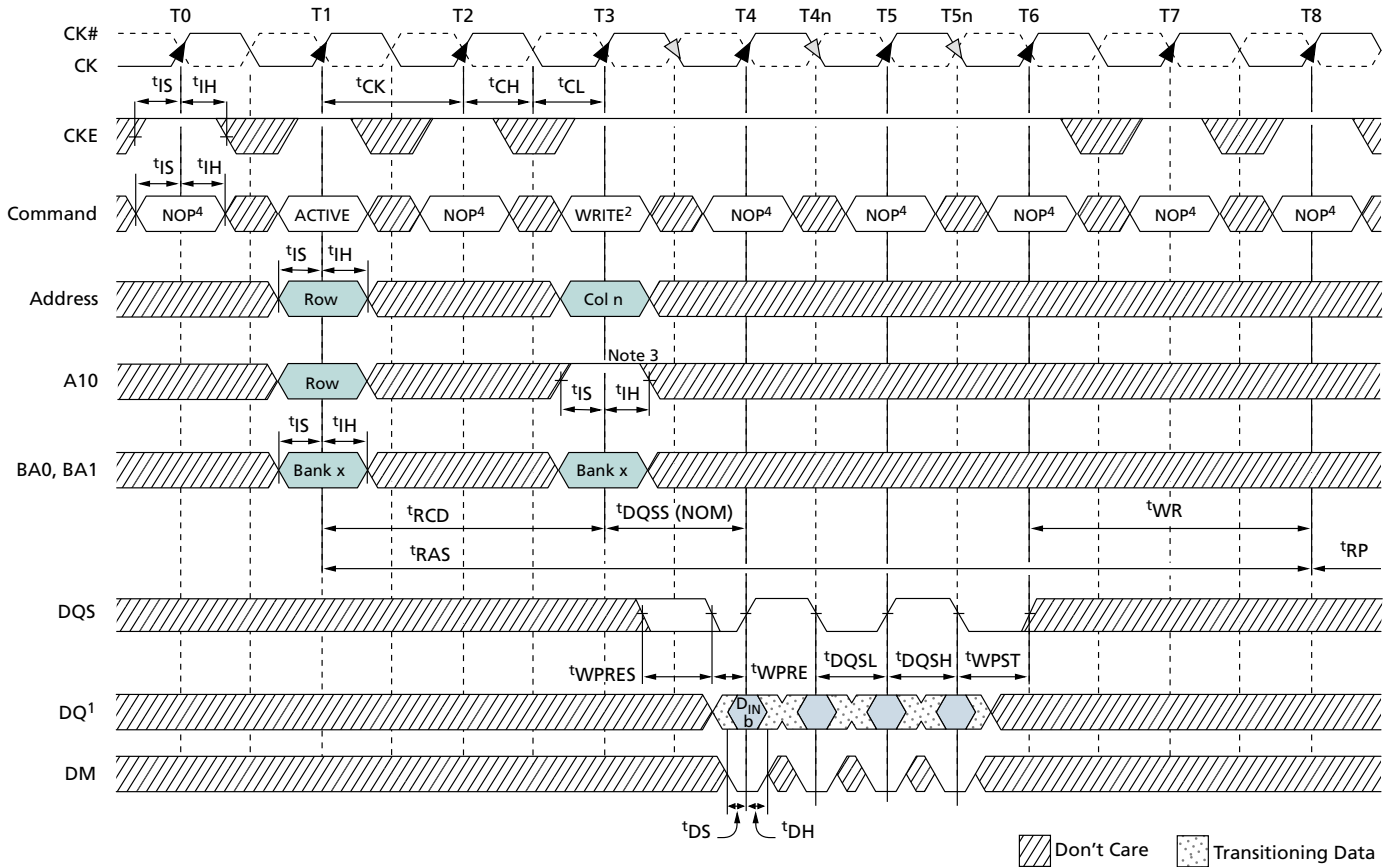 T0 T1 T2 T3 T4 T4n T5 T5n T6 T7 T8
CK#
CK
tIS tIH tCK tCH tCL
CKE
tIS tIH
Command NOP4 ACTIVE NOP4 WRITE2 NOP4 NOP4 NOP4 NOP4 NOP4
tIS tIH
Address Row Col n
Note 3
A10 Row
tIS tIH
tIS tIH
BA0, BA1 Bank x Bank x
tRCD tDQSS (NOM) tWR
tRAS tRP
DQS
tWPRES tWPRE tDQSL tDQSH tWPST
DQ1 DIN
b
DM
tDS tDH
Don't Care Transitioning Data